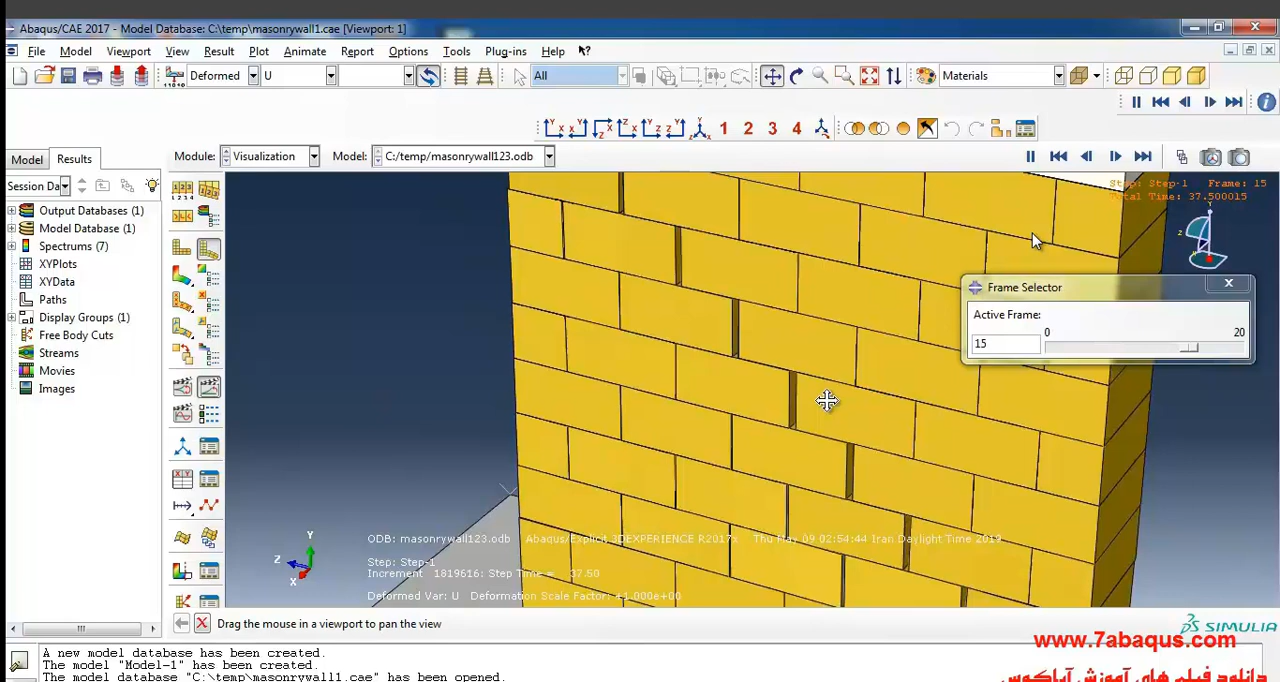 Abaqus/CAE 2017 - Model Database: C:\temp\masonrywall1.cae [Viewport: 1]
File Model Viewport View Result Plot Animate Report Options Tools Plug-ins Help
Deformed U All Materials
1 2 3 4
Model Results Module: Visualization Model: C:/temp/masonrywall123.odb
Session Da
Step: Step-1 Frame: 15
Total Time: 37.500015
Output Databases (1)
Model Database (1)
Spectrums (7)
XYPlots
XYData
Paths
Display Groups (1)
Free Body Cuts
Streams
Movies
Images
Y
Z
Frame Selector
Active Frame:
0 20
15
Y
Z
X
ODB: masonrywall123.odb Abaqus/Explicit 3DEXPERIENCE R2017x Thu May 09 02:54:44 Iran Daylight Time 2019
Step: Step-1
Increment 1819616: Step Time = 37.50
Deformed Var: U Deformation Scale Factor: +1.000e+00
Drag the mouse in a viewport to pan the view
SIMULIA
www.7abaqus.com
دانلود فیلم های آموزش آباکوس
A new model database has been created.
The model "Model-1" has been created.
The model database "C:\temp\masonrywall1.cae" has been opened.